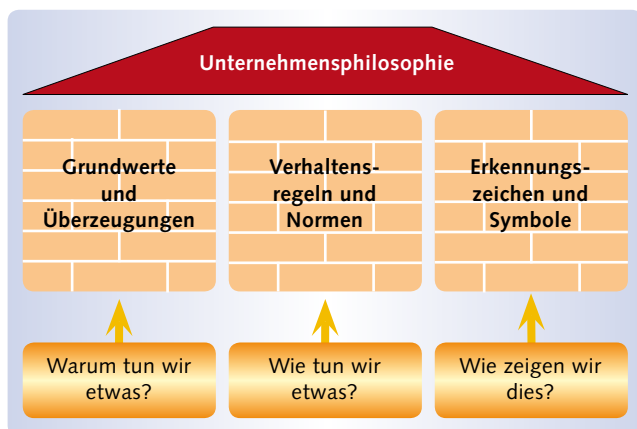 Unternehmensphilosophie
Grundwerte
und
Überzeugungen
Verhaltens-
regeln und
Normen
Erkennungs-
zeichen und
Symbole
Warum tun wir
etwas?
Wie tun wir
etwas?
Wie zeigen wir
dies?